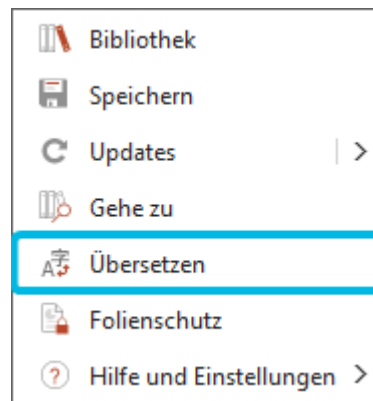 Bibliothek
Speichern
Updates
Gehe zu
Übersetzen
Folienschutz
Hilfe und Einstellungen